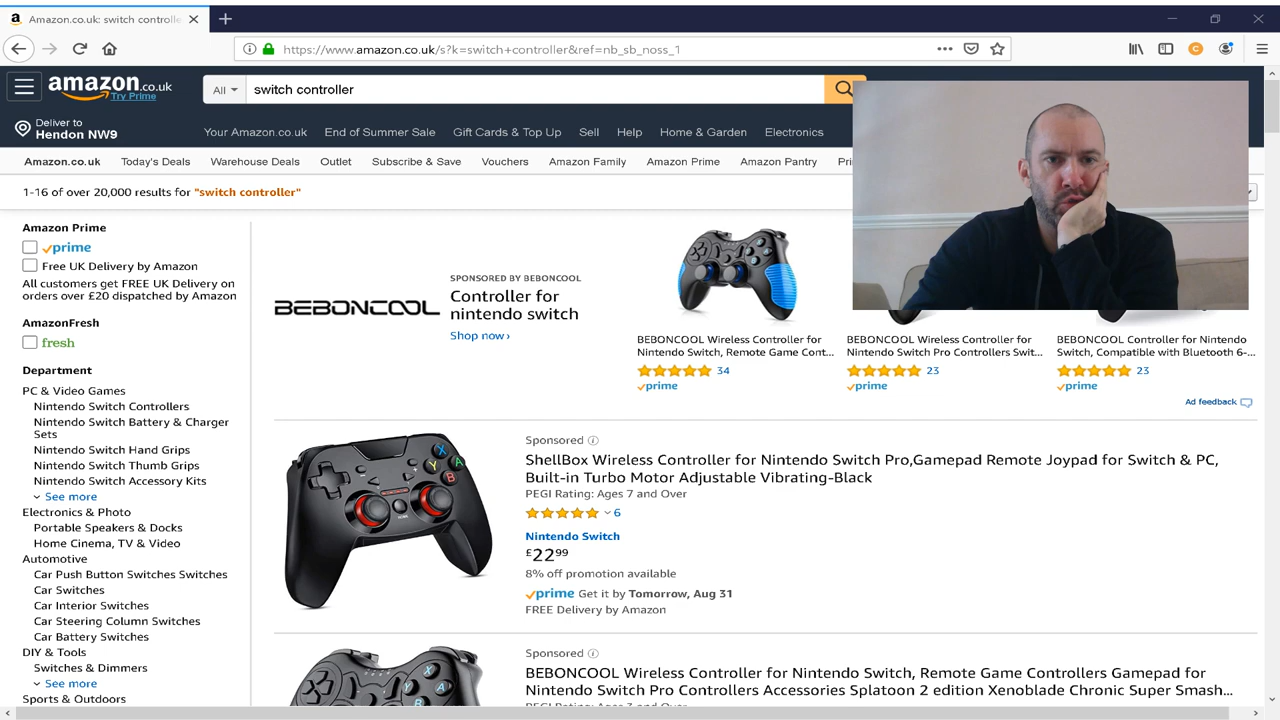 Amazon.co.uk: switch controlle
https://www.amazon.co.uk/s?k=switch+controller&ref=nb_sb_noss_1
amazon.co.uk
Try Prime
All
switch controller
Deliver to
Hendon NW9
Your Amazon.co.uk End of Summer Sale Gift Cards & Top Up Sell Help Home & Garden Electronics
Amazon.co.uk Today's Deals Warehouse Deals Outlet Subscribe & Save Vouchers Amazon Family Amazon Prime Amazon Pantry Pri
1-16 of over 20,000 results for "switch controller"
Amazon Prime
prime
Free UK Delivery by Amazon
All customers get FREE UK Delivery on
orders over £20 dispatched by Amazon
AmazonFresh
fresh
Department
PC & Video Games
Nintendo Switch Controllers
Nintendo Switch Battery & Charger
Sets
Nintendo Switch Hand Grips
Nintendo Switch Thumb Grips
Nintendo Switch Accessory Kits
See more
Electronics & Photo
Portable Speakers & Docks
Home Cinema, TV & Video
Automotive
Car Push Button Switches Switches
Car Switches
Car Interior Switches
Car Steering Column Switches
Car Battery Switches
DIY & Tools
Switches & Dimmers
See more
Sports & Outdoors
BEBONCOOL
SPONSORED BY BEBONCOOL
Controller for
nintendo switch
Shop now ›
BEBONCOOL Wireless Controller for
Nintendo Switch, Remote Game Cont...
34
prime
BEBONCOOL Wireless Controller for
Nintendo Switch Pro Controllers Swit...
23
prime
BEBONCOOL Controller for Nintendo
Switch, Compatible with Bluetooth 6-...
23
prime
Ad feedback
X
Y
A
B
HOME
Sponsored
ShellBox Wireless Controller for Nintendo Switch Pro,Gamepad Remote Joypad for Switch & PC,
Built-in Turbo Motor Adjustable Vibrating-Black
PEGI Rating: Ages 7 and Over
6
Nintendo Switch
£22 99
8% off promotion available
prime Get it by Tomorrow, Aug 31
FREE Delivery by Amazon
X
A
B
Sponsored
BEBONCOOL Wireless Controller for Nintendo Switch, Remote Game Controllers Gamepad for
Nintendo Switch Pro Controllers Accessories Splatoon 2 edition Xenoblade Chronic Super Smash...